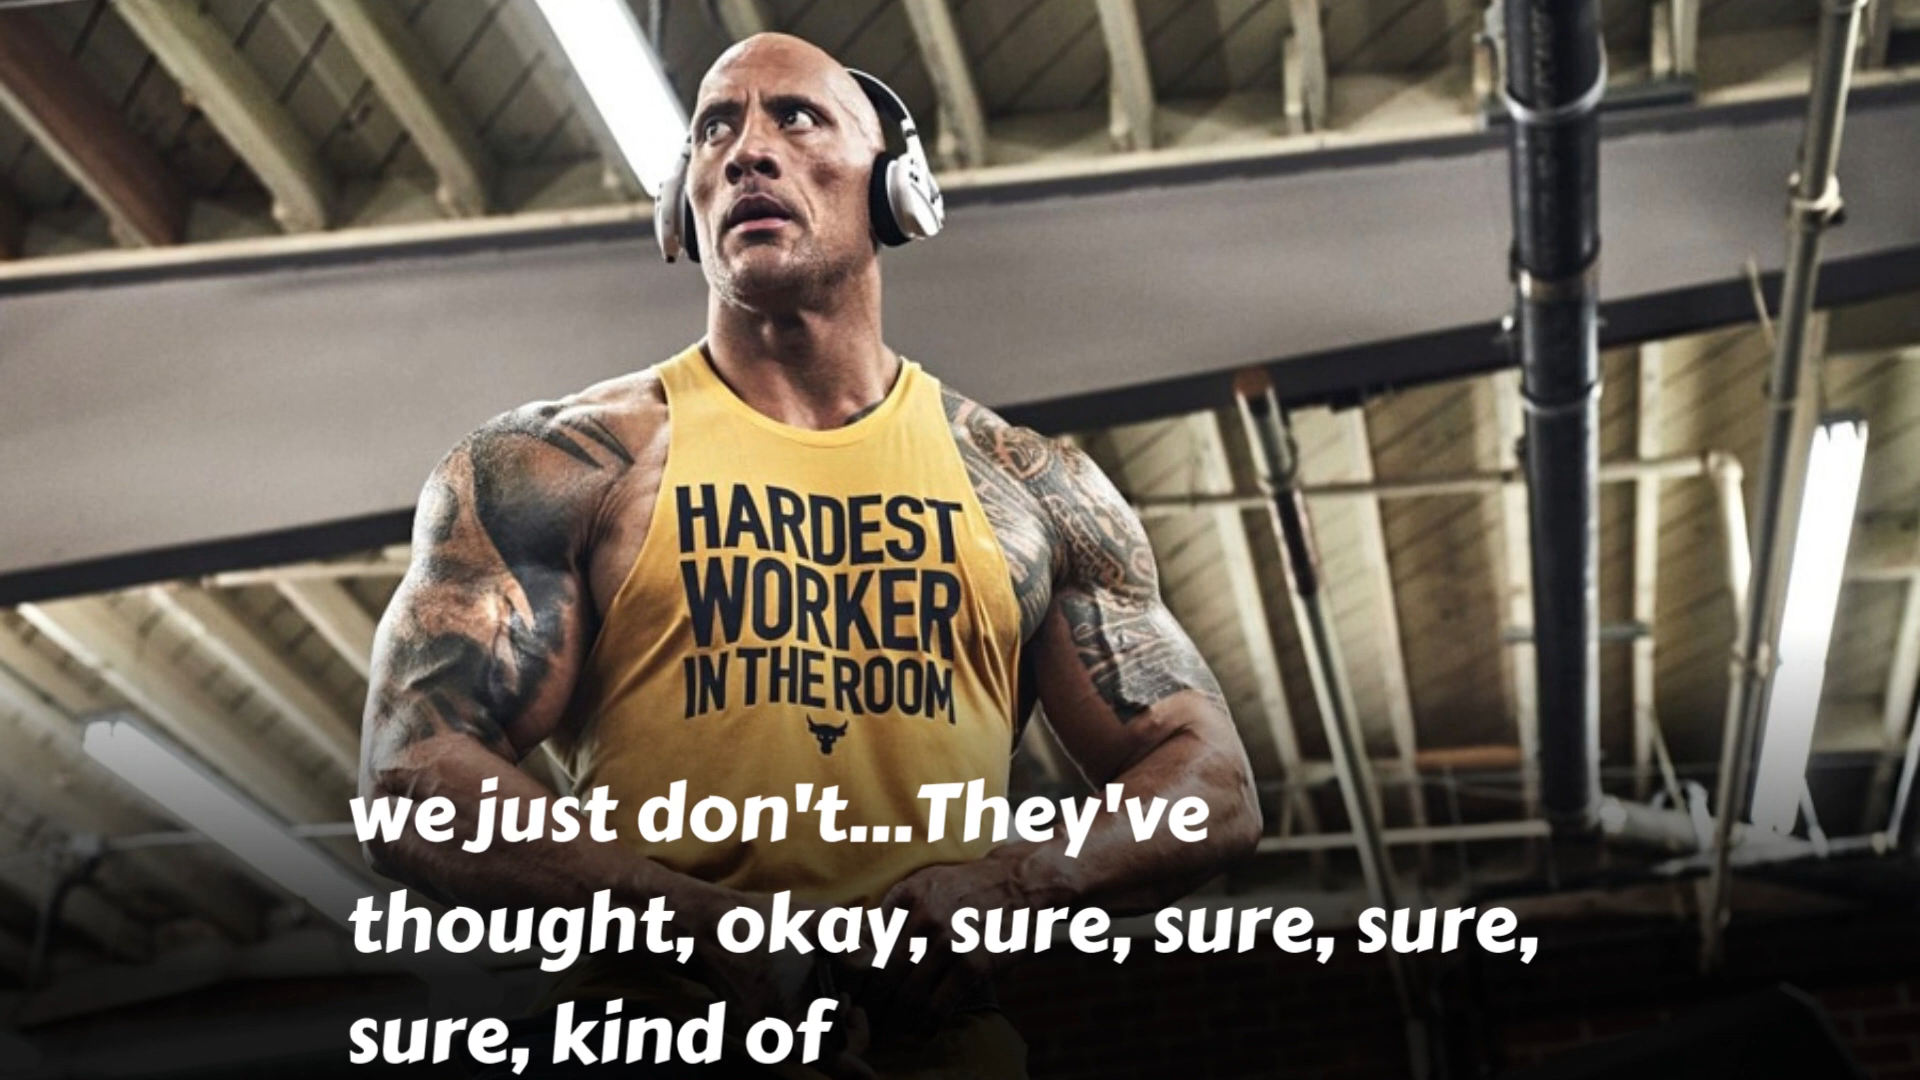 HARDEST
WORKER
IN THE ROOM
we just don't...They've
thought, okay, sure, sure, sure,
sure, kind of